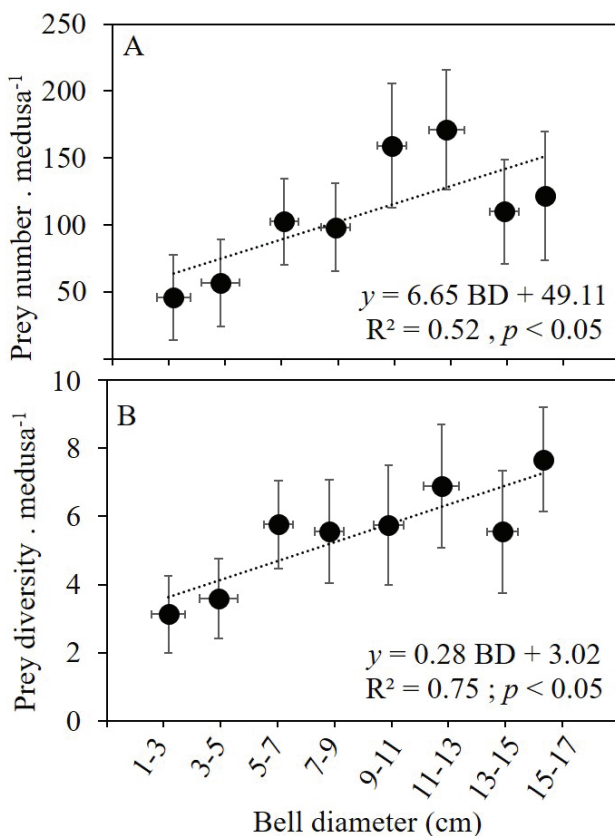 A
250
200
150
100
50
Prey number . medusa⁻¹
y = 6.65 BD + 49.11
R² = 0.52 , p < 0.05
B
10
8
6
4
2
0
Prey diversity . medusa⁻¹
y = 0.28 BD + 3.02
R² = 0.75 ; p < 0.05
1-3 3-5 5-7 7-9 9-11 11-13 13-15 15-17
Bell diameter (cm)